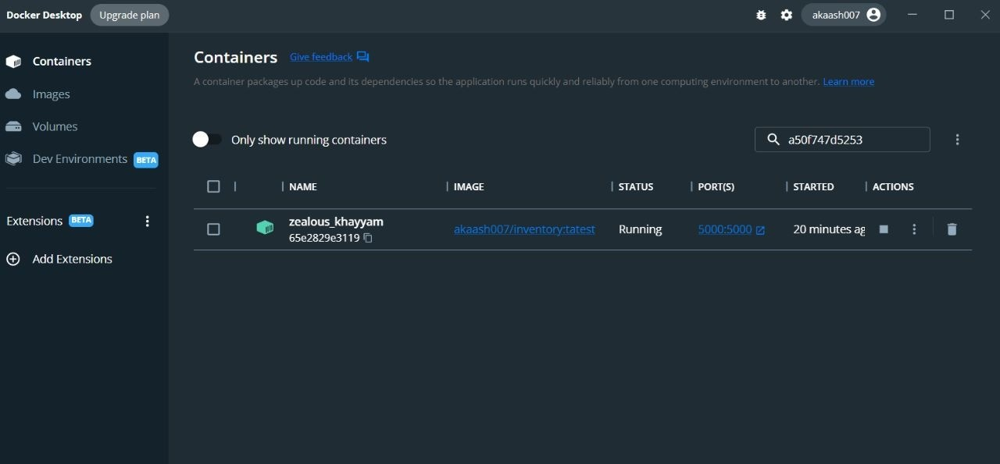 Docker Desktop Upgrade plan akaash007
Containers
Images
Volumes
Dev Environments BETA
Extensions BETA
Add Extensions
Containers Give feedback
A container packages up code and its dependencies so the application runs quickly and reliably from one computing environment to another. Learn more
Only show running containers a50f747d5253
NAME IMAGE STATUS PORT(S) STARTED ACTIONS
zealous_khayyam
65e2829e3119 akaash007/inventory:tatest Running 5000:5000 20 minutes ag